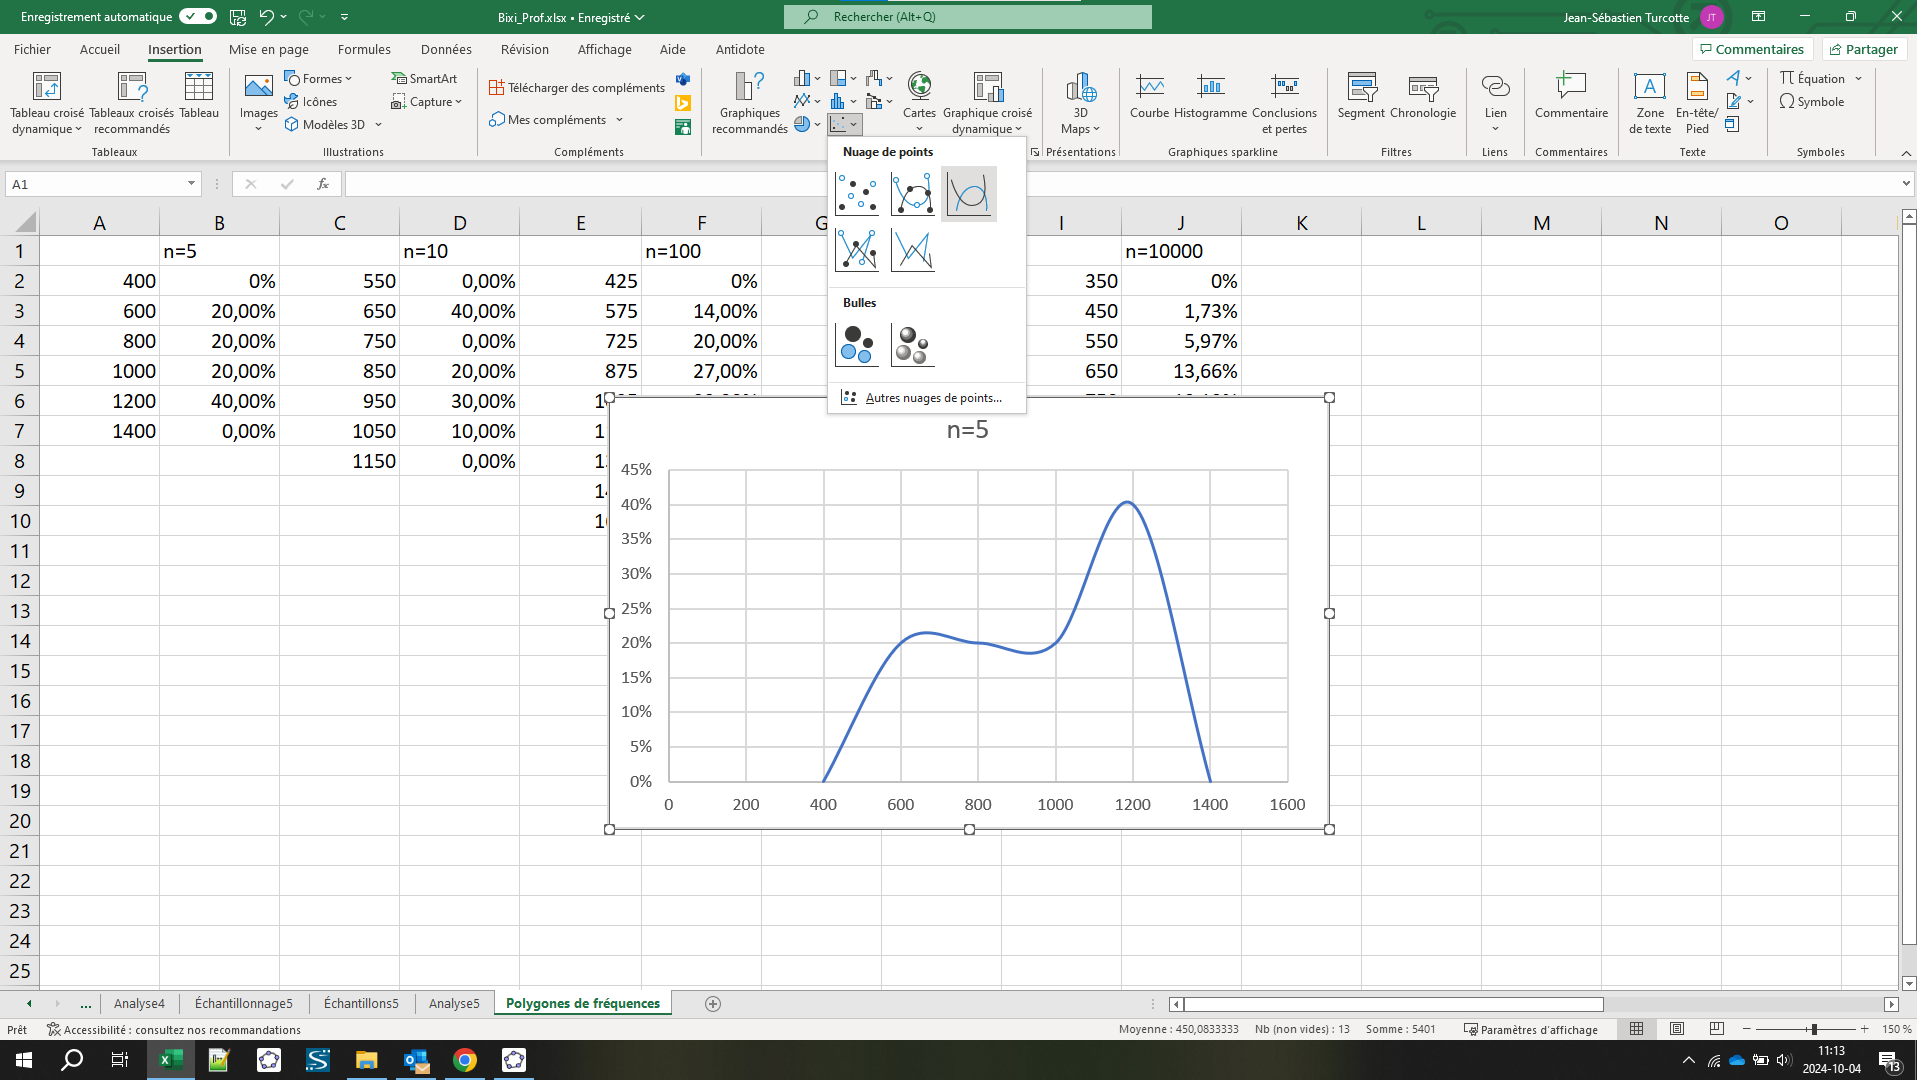 Enregistrement automatique
Bixi_Prof.xlsx • Enregistré
Rechercher (Alt+Q)
Jean-Sébastien Turcotte
JT
Fichier Accueil Insertion Mise en page Formules Données Révision Affichage Aide Antidote
Commentaires Partager
Tableau croisé dynamique
Tableaux croisés recommandés
Tableau
Tableaux
Images
Formes
Icônes
Modèles 3D
SmartArt
Capture
Illustrations
Télécharger des compléments
Mes compléments
Compléments
Graphiques recommandés
Cartes
Graphique croisé dynamique
3D Maps
Présentations
Courbe Histogramme Conclusions et pertes
Graphiques sparkline
Segment Chronologie
Filtres
Lien
Liens
Commentaire
Commentaires
Zone de texte
En-tête/ Pied
Texte
Équation
Symbole
Symboles
Nuage de points
Bulles
Autres nuages de points...
A1
fx
A B C D E F G I J K L M N O
1 n=5 n=10 n=100 n=10000
2 400 0% 550 0,00% 425 0% 350 0%
3 600 20,00% 650 40,00% 575 14,00% 450 1,73%
4 800 20,00% 750 0,00% 725 20,00% 550 5,97%
5 1000 20,00% 850 20,00% 875 27,00% 650 13,66%
6 1200 40,00% 950 30,00%
7 1400 0,00% 1050 10,00%
8 1150 0,00%
9
10
11
12
13
14
15
16
17
18
19
20
21
22
23
24
25
n=5
45%
40%
35%
30%
25%
20%
15%
10%
5%
0%
0 200 400 600 800 1000 1200 1400 1600
... Analyse4 Échantillonnage5 Échantillons5 Analyse5 Polygones de fréquences
Prêt
Accessibilité : consultez nos recommandations
Moyenne : 450,0833333 Nb (non vides) : 13 Somme : 5401
Paramètres d'affichage
150 %
11:13
2024-10-04
13